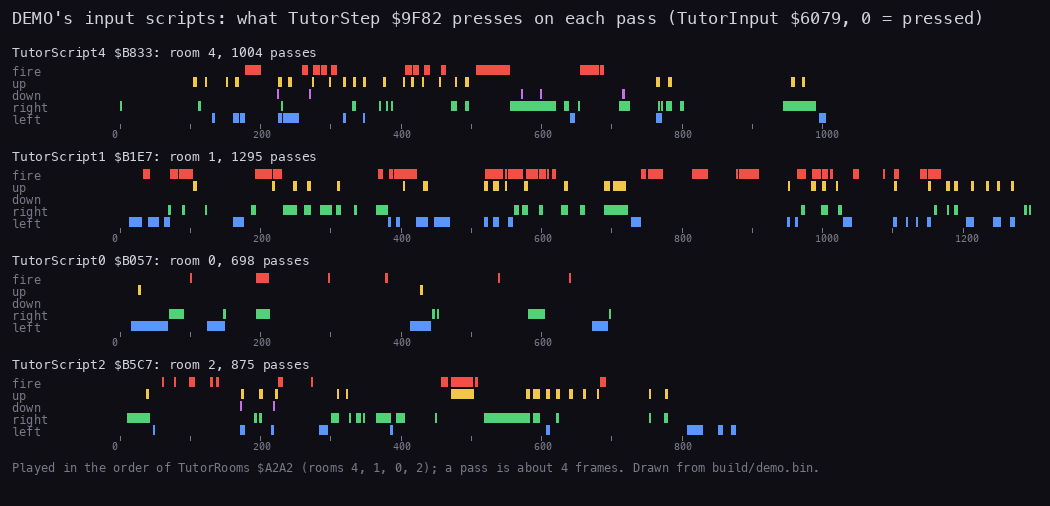 DEMO's input scripts: what TutorStep $9F82 presses on each pass (TutorInput $6079, 0 = pressed)
TutorScript4 $B833: room 4, 1004 passes
fire
up
down
right
left
0 200 400 600 800 1000
TutorScript1 $B1E7: room 1, 1295 passes
fire
up
down
right
left
0 200 400 600 800 1000 1200
TutorScript0 $B057: room 0, 698 passes
fire
up
down
right
left
0 200 400 600
TutorScript2 $B5C7: room 2, 875 passes
fire
up
down
right
left
0 200 400 600 800
Played in the order of TutorRooms $A2A2 (rooms 4, 1, 0, 2); a pass is about 4 frames. Drawn from build/demo.bin.